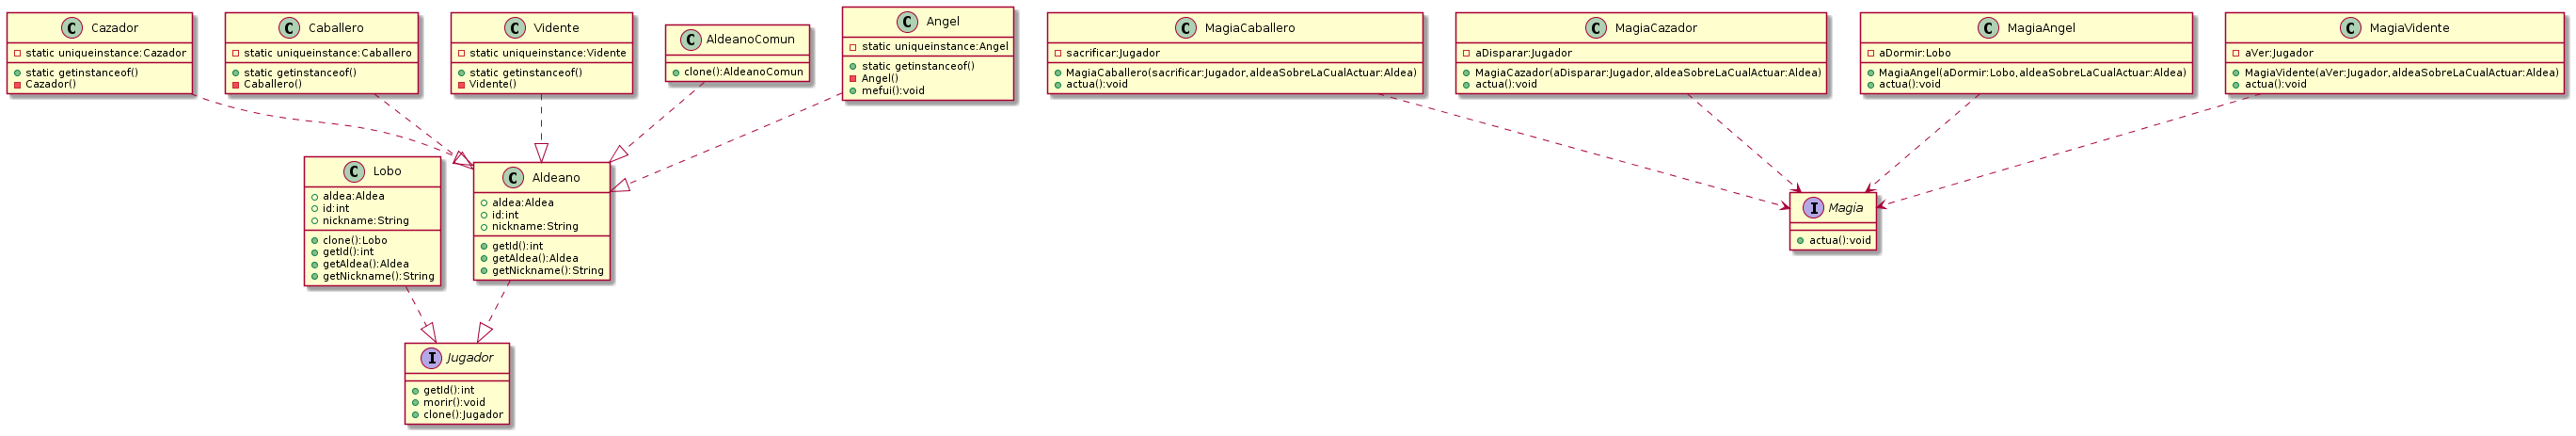 C Cazador
static uniqueinstance:Cazador
static getinstanceof()
Cazador()
C Caballero
static uniqueinstance:Caballero
static getinstanceof()
Caballero()
C Vidente
static uniqueinstance:Vidente
static getinstanceof()
Vidente()
C AldeanoComun
clone():AldeanoComun
C Angel
static uniqueinstance:Angel
static getinstanceof()
Angel()
mefui():void
C MagiaCaballero
sacrificar:Jugador
MagiaCaballero(sacrificar:Jugador,aldeaSobreLaCualActuar:Aldea)
actua():void
C MagiaCazador
aDisparar:Jugador
MagiaCazador(aDisparar:Jugador,aldeaSobreLaCualActuar:Aldea)
actua():void
C MagiaAngel
aDormir:Lobo
MagiaAngel(aDormir:Lobo,aldeaSobreLaCualActuar:Aldea)
actua():void
C MagiaVidente
aVer:Jugador
MagiaVidente(aVer:Jugador,aldeaSobreLaCualActuar:Aldea)
actua():void
C Lobo
aldea:Aldea
id:int
nickname:String
clone():Lobo
getId():int
getAldea():Aldea
getNickname():String
C Aldeano
aldea:Aldea
id:int
nickname:String
getId():int
getAldea():Aldea
getNickname():String
I Magia
actua():void
I Jugador
getId():int
morir():void
clone():Jugador